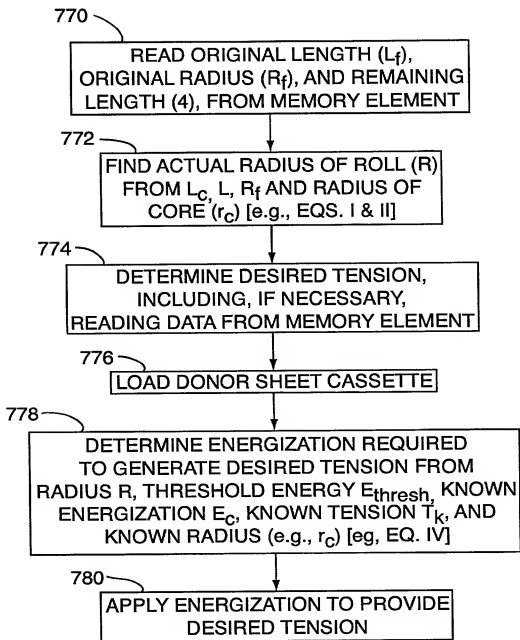 770
READ ORIGINAL LENGTH (Lf),
ORIGINAL RADIUS (Rf), AND REMAINING
LENGTH (4), FROM MEMORY ELEMENT
772
FIND ACTUAL RADIUS OF ROLL (R)
FROM Lc, L, Rf AND RADIUS OF
CORE (rc) [e.g., EQS. I & II]
774
DETERMINE DESIRED TENSION,
INCLUDING, IF NECESSARY,
READING DATA FROM MEMORY ELEMENT
776
LOAD DONOR SHEET CASSETTE
778
DETERMINE ENERGIZATION REQUIRED
TO GENERATE DESIRED TENSION FROM
RADIUS R, THRESHOLD ENERGY Ethresh, KNOWN
ENERGIZATION Ec, KNOWN TENSION Tk, AND
KNOWN RADIUS (e.g., rc) [eg, EQ. IV]
780
APPLY ENERGIZATION TO PROVIDE
DESIRED TENSION